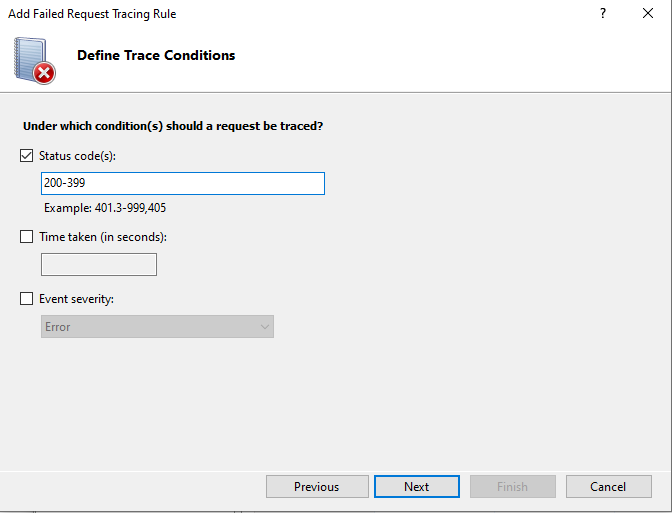 Add Failed Request Tracing Rule
?
Define Trace Conditions
Under which condition(s) should a request be traced?
Status code(s):
200-399
Example: 401.3-999,405
Time taken (in seconds):
Event severity:
Error
Previous
Next
Finish
Cancel